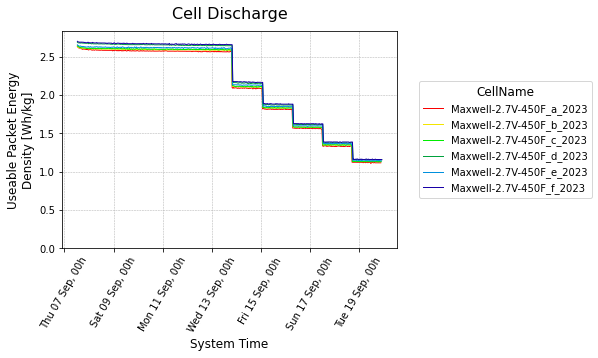 Cell Discharge
Useable Packet Energy
Density [Wh/kg]
2.5
2.0
1.5
1.0
0.5
0.0
Thu 07 Sep, 00h
Sat 09 Sep, 00h
Mon 11 Sep, 00h
Wed 13 Sep, 00h
Fri 15 Sep, 00h
Sun 17 Sep, 00h
Tue 19 Sep, 00h
System Time
CellName
Maxwell-2.7V-450F_a_2023
Maxwell-2.7V-450F_b_2023
Maxwell-2.7V-450F_c_2023
Maxwell-2.7V-450F_d_2023
Maxwell-2.7V-450F_e_2023
Maxwell-2.7V-450F_f_2023